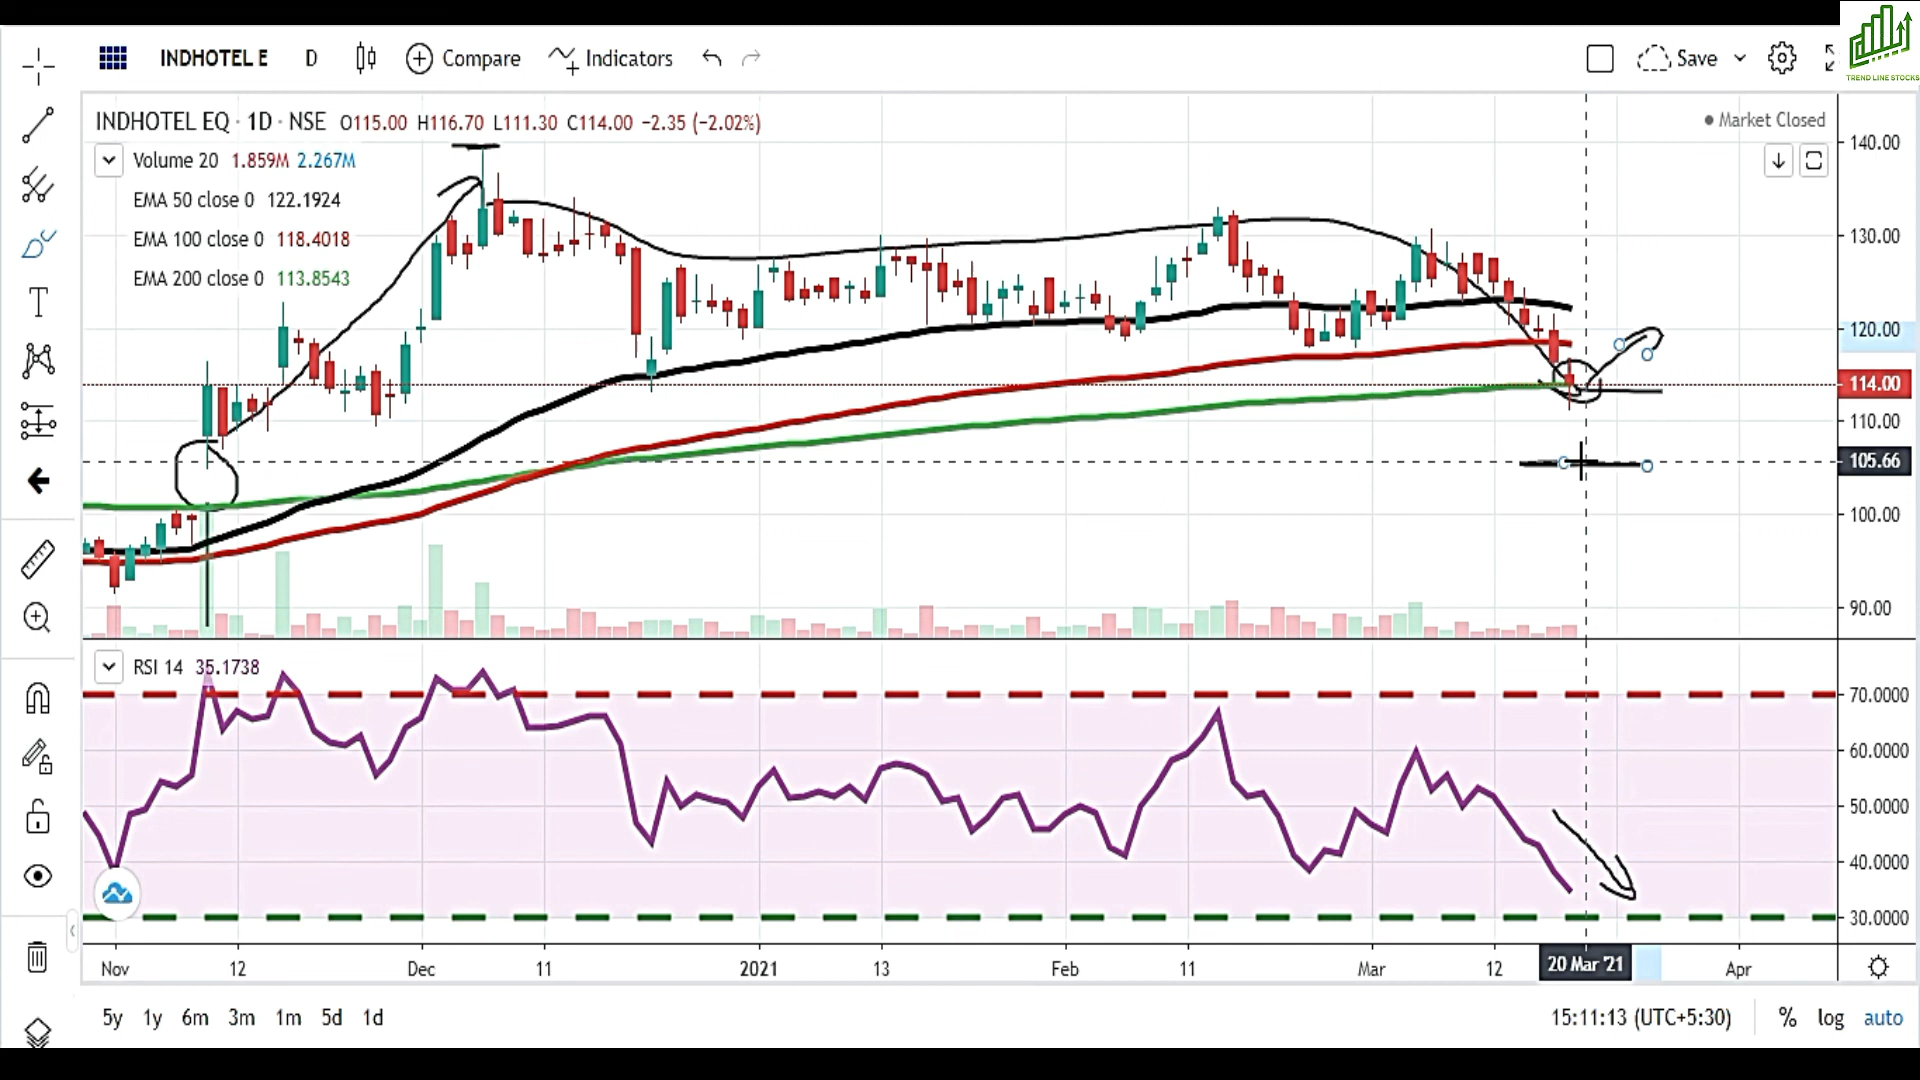 TREND LINE STOCKS
INDHOTEL E D Compare Indicators Save
INDHOTEL EQ · 1D · NSE O115.00 H116.70 L111.30 C114.00 −2.35 (−2.02%)
Market Closed
Volume 20 1.859M 2.267M
EMA 50 close 0 122.1924
EMA 100 close 0 118.4018
EMA 200 close 0 113.8543
140.00
130.00
120.00
114.00
110.00
105.66
100.00
90.00
RSI 14 35.1738
70.0000
60.0000
50.0000
40.0000
30.0000
Nov 12 Dec 11 2021 13 Feb 11 Mar 12 20 Mar '21 Apr
5y 1y 6m 3m 1m 5d 1d 15:11:13 (UTC+5:30) % log auto